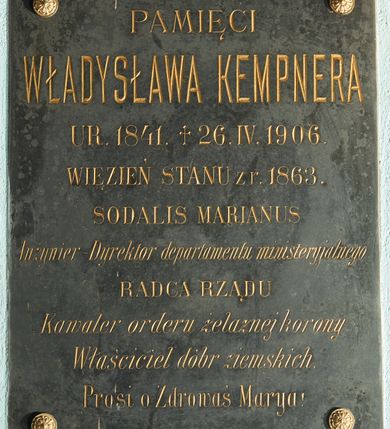 PAMIĘCI
WŁADYSŁAWA KEMPNERA
UR. 1841. † 26. IV. 1906.
WIĘZIEŃ STANU z r. 1863.
SODALIS MARIANUS
Inżynier - Dyrektor departamentu ministeryjalnego
RADCA RZĄDU
Kawaler orderu żelaznej korony
Właściciel dóbr ziemskich.
Prosi o Zdrowaś Marya!